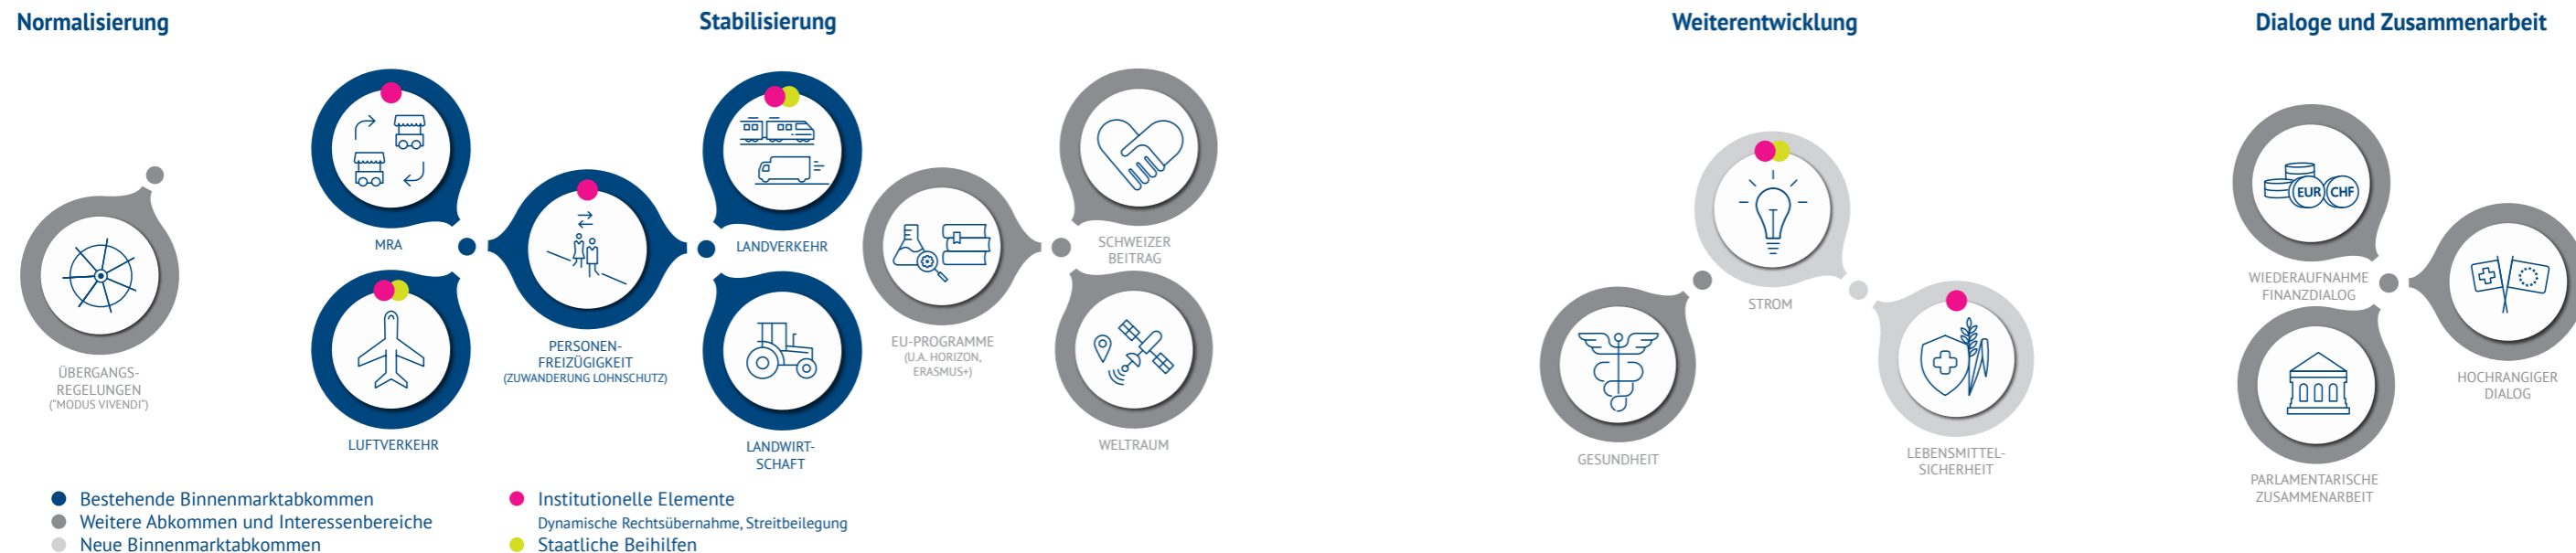 Normalisierung
ÜBERGANGS-
REGELUNGEN
("MODUS VIVENDI")
Stabilisierung
MRA
LUFTVERKEHR
PERSONEN-
FREIZÜGIGKEIT
(ZUWANDERUNG LOHNSCHUTZ)
LANDVERKEHR
LANDWIRT-
SCHAFT
EU-PROGRAMME
(U.A. HORIZON,
ERASMUS+)
SCHWEIZER
BEITRAG
WELTRAUM
Weiterentwicklung
GESUNDHEIT
STROM
LEBENSMITTEL-
SICHERHEIT
Dialoge und Zusammenarbeit
EUR CHF
WIEDERAUFNAHME
FINANZDIALOG
PARLAMENTARISCHE
ZUSAMMENARBEIT
HOCHRANGIGER
DIALOG
Bestehende Binnenmarktabkommen
Weitere Abkommen und Interessenbereiche
Neue Binnenmarktabkommen
Institutionelle Elemente
Dynamische Rechtsübernahme, Streitbeilegung
Staatliche Beihilfen